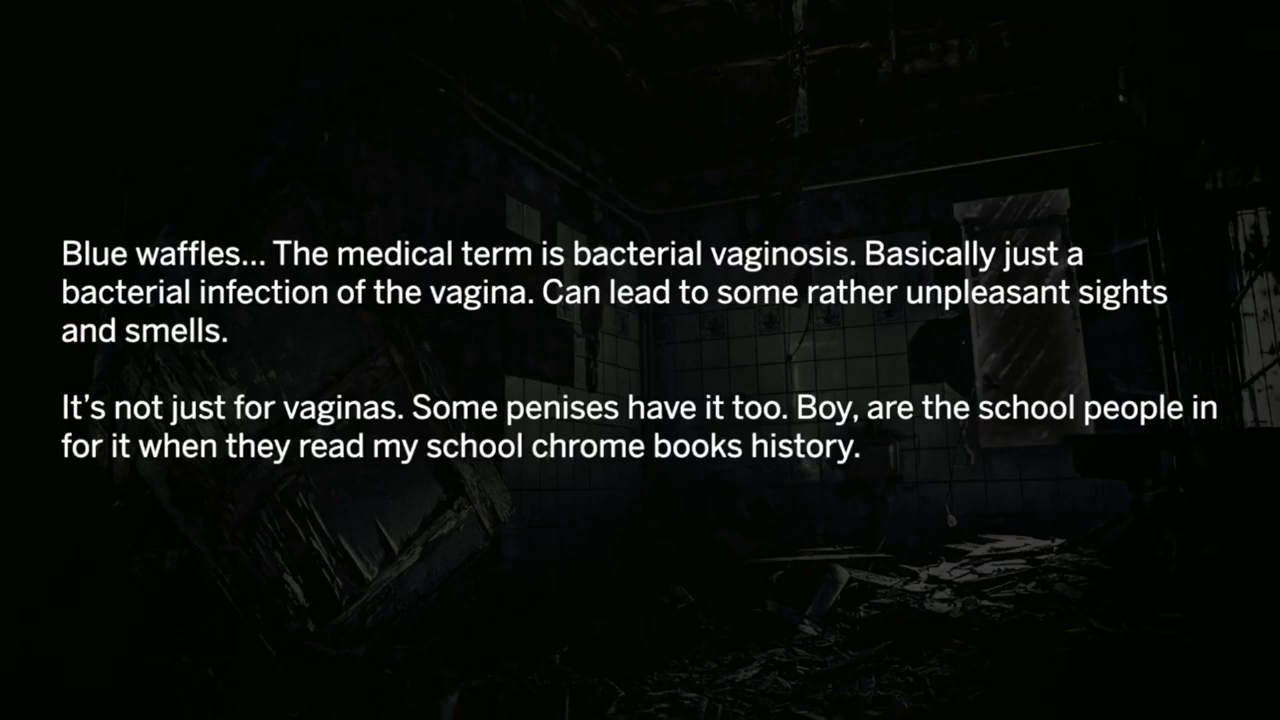 Blue waffles... The medical term is bacterial vaginosis. Basically just a
bacterial infection of the vagina. Can lead to some rather unpleasant sights
and smells.
It's not just for vaginas. Some penises have it too. Boy, are the school people in
for it when they read my school chrome books history.